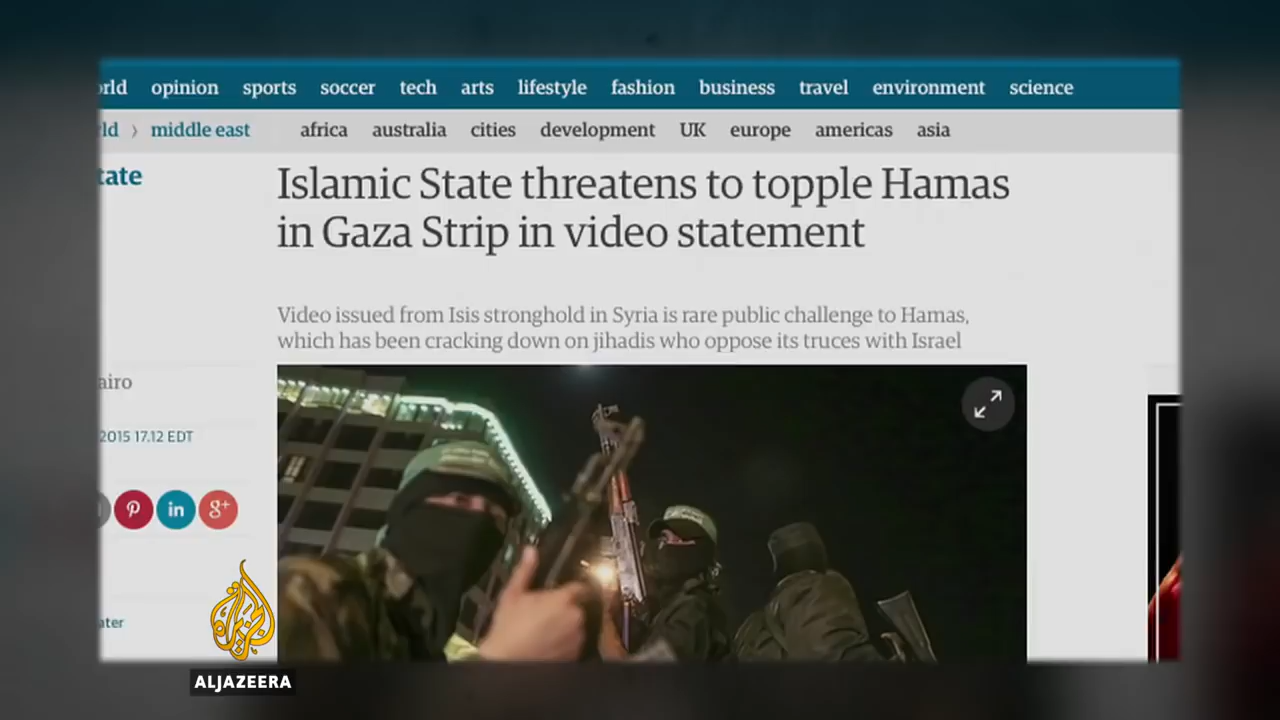 orld opinion sports soccer tech arts lifestyle fashion business travel environment science
ld › middle east africa australia cities development UK europe americas asia
tate
Islamic State threatens to topple Hamas
in Gaza Strip in video statement
Video issued from Isis stronghold in Syria is rare public challenge to Hamas,
which has been cracking down on jihadis who oppose its truces with Israel
airo
2015 17.12 EDT
in
g+
ater
الجزيرة
ALJAZEERA